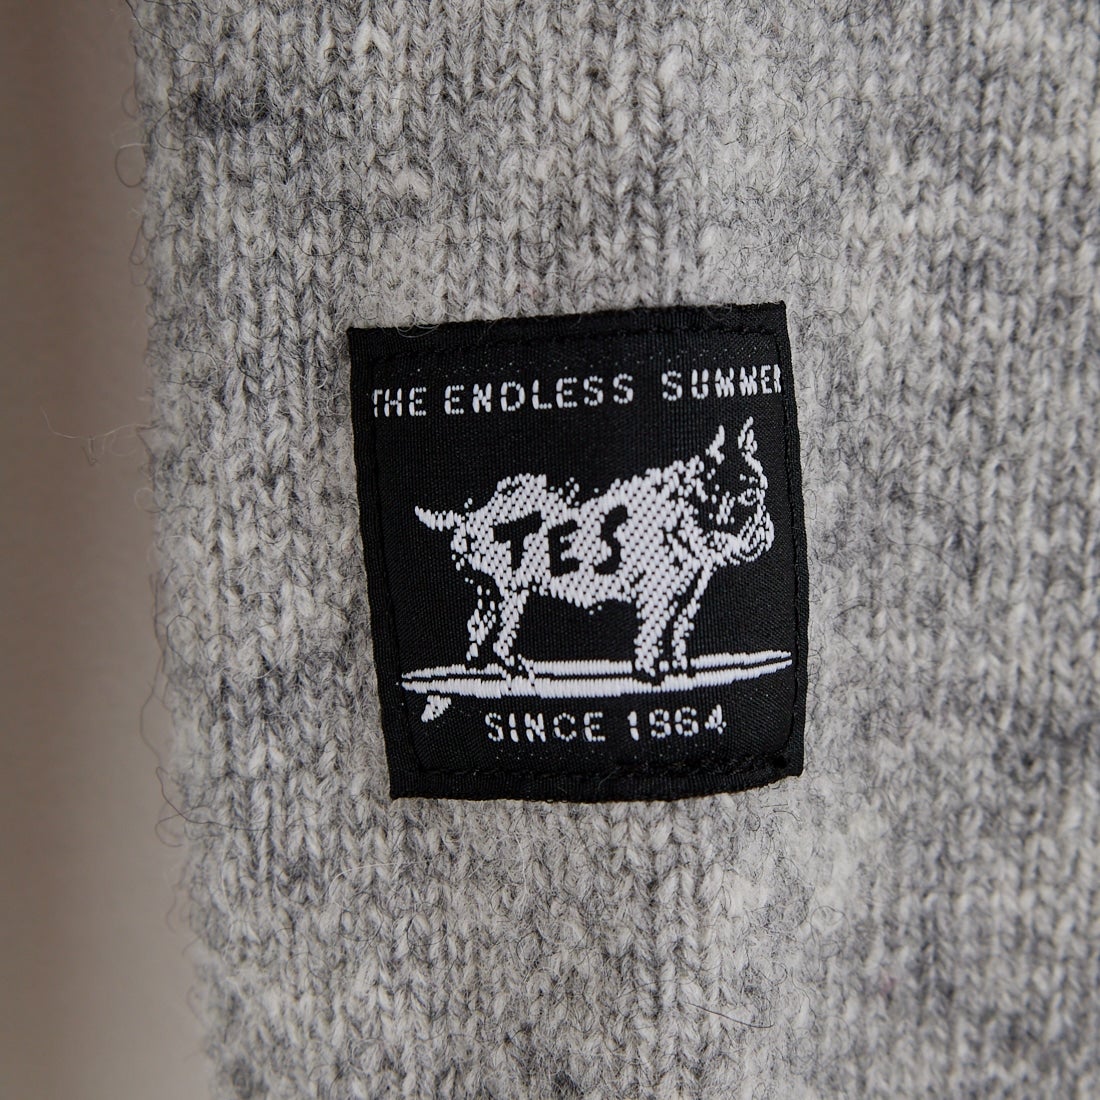 THE ENDLESS SUMMER
TES
SINCE 1964